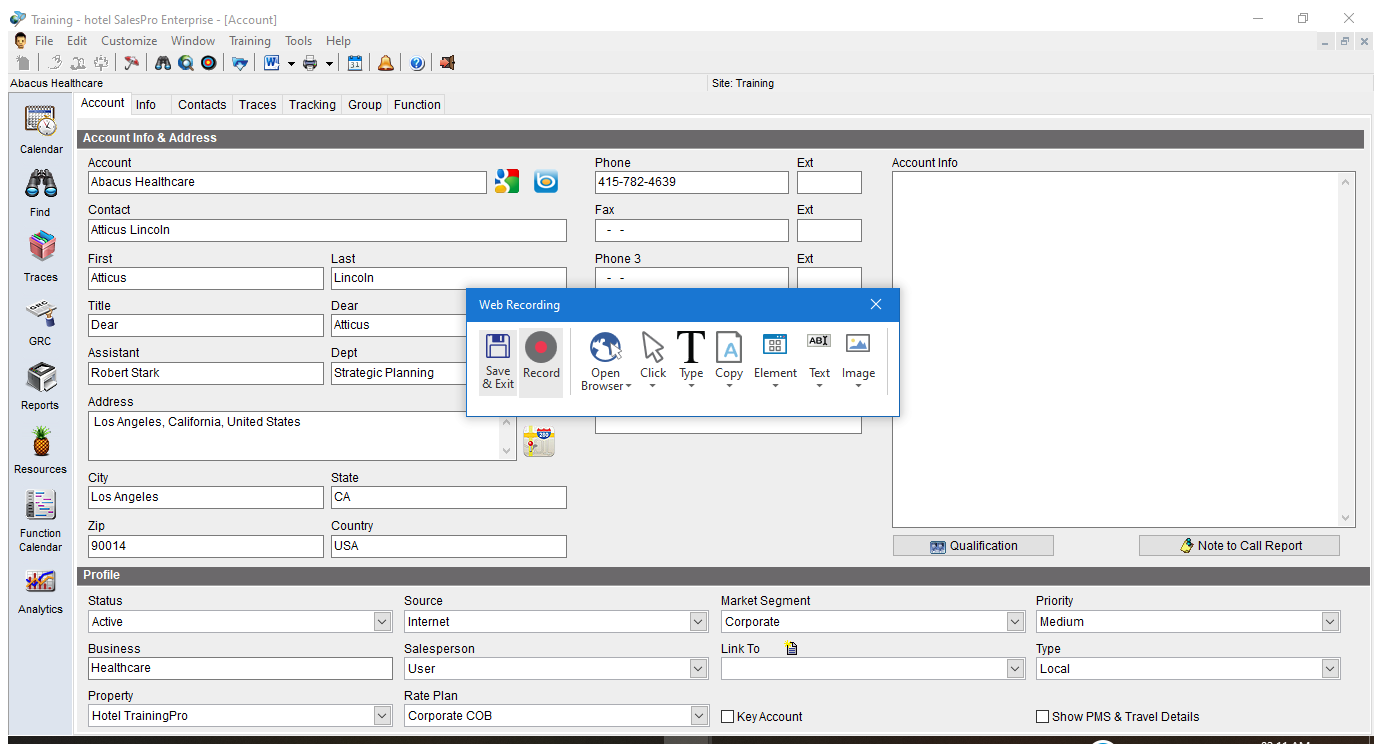 Training - hotel SalesPro Enterprise - [Account]
File Edit Customize Window Training Tools Help
Abacus Healthcare Site: Training
Account Info Contacts Traces Tracking Group Function
Calendar
Find
Traces
GRC
Reports
Resources
Function
Calendar
Analytics
Account Info & Address
Account Phone Ext Account Info
Abacus Healthcare 415-782-4639
Contact Fax Ext
Atticus Lincoln - -
First Last Phone 3 Ext
Atticus Lincoln - -
Title Dear
Dear Atticus
Assistant Dept
Robert Stark Strategic Planning
Address
Los Angeles, California, United States
City State
Los Angeles CA
Zip Country
90014 USA
Qualification Note to Call Report
Web Recording
Save
& Exit
Record
Open
Browser
Click
Type
Copy
Element
Text
Image
Profile
Status Source Market Segment Priority
Active Internet Corporate Medium
Business Salesperson Link To Type
Healthcare User Local
Property Rate Plan
Hotel TrainingPro Corporate COB Key Account Show PMS & Travel Details